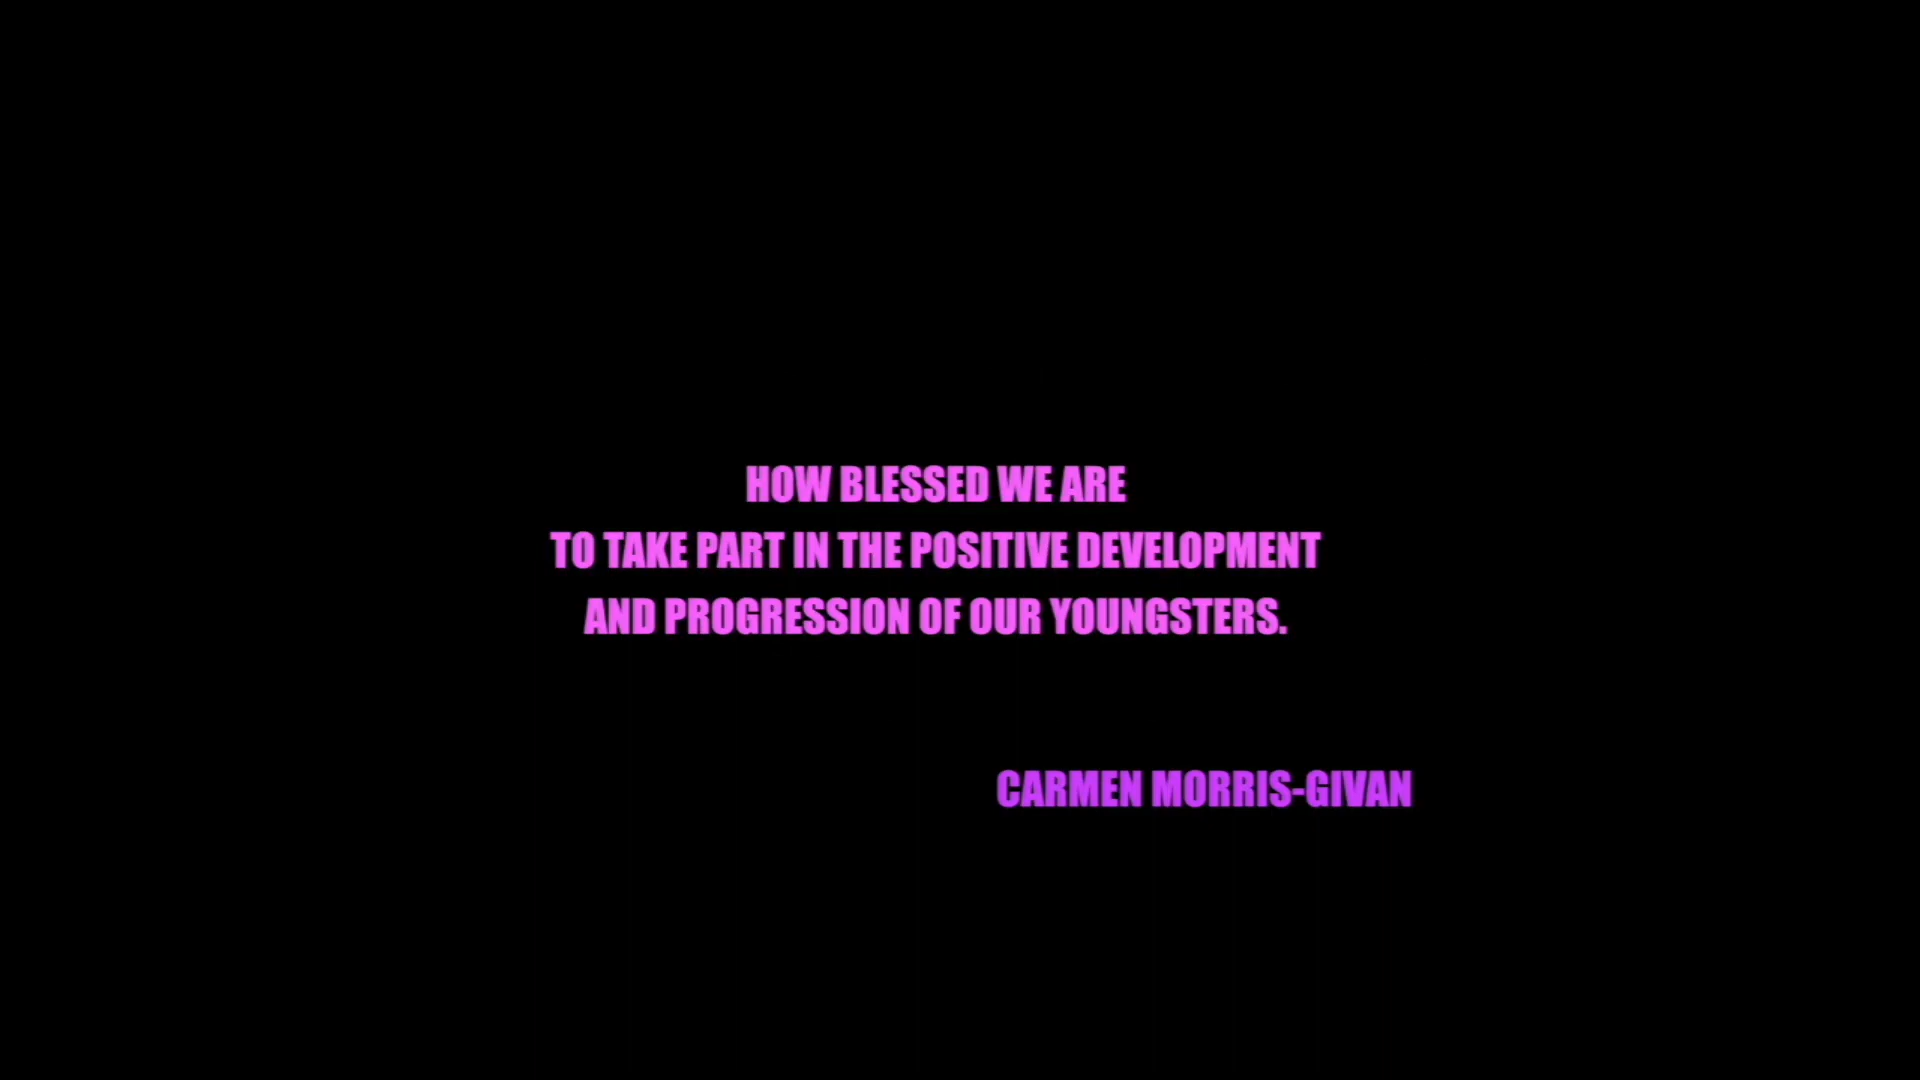 HOW BLESSED WE ARE
TO TAKE PART IN THE POSITIVE DEVELOPMENT
AND PROGRESSION OF OUR YOUNGSTERS.
CARMEN MORRIS-GIVAN